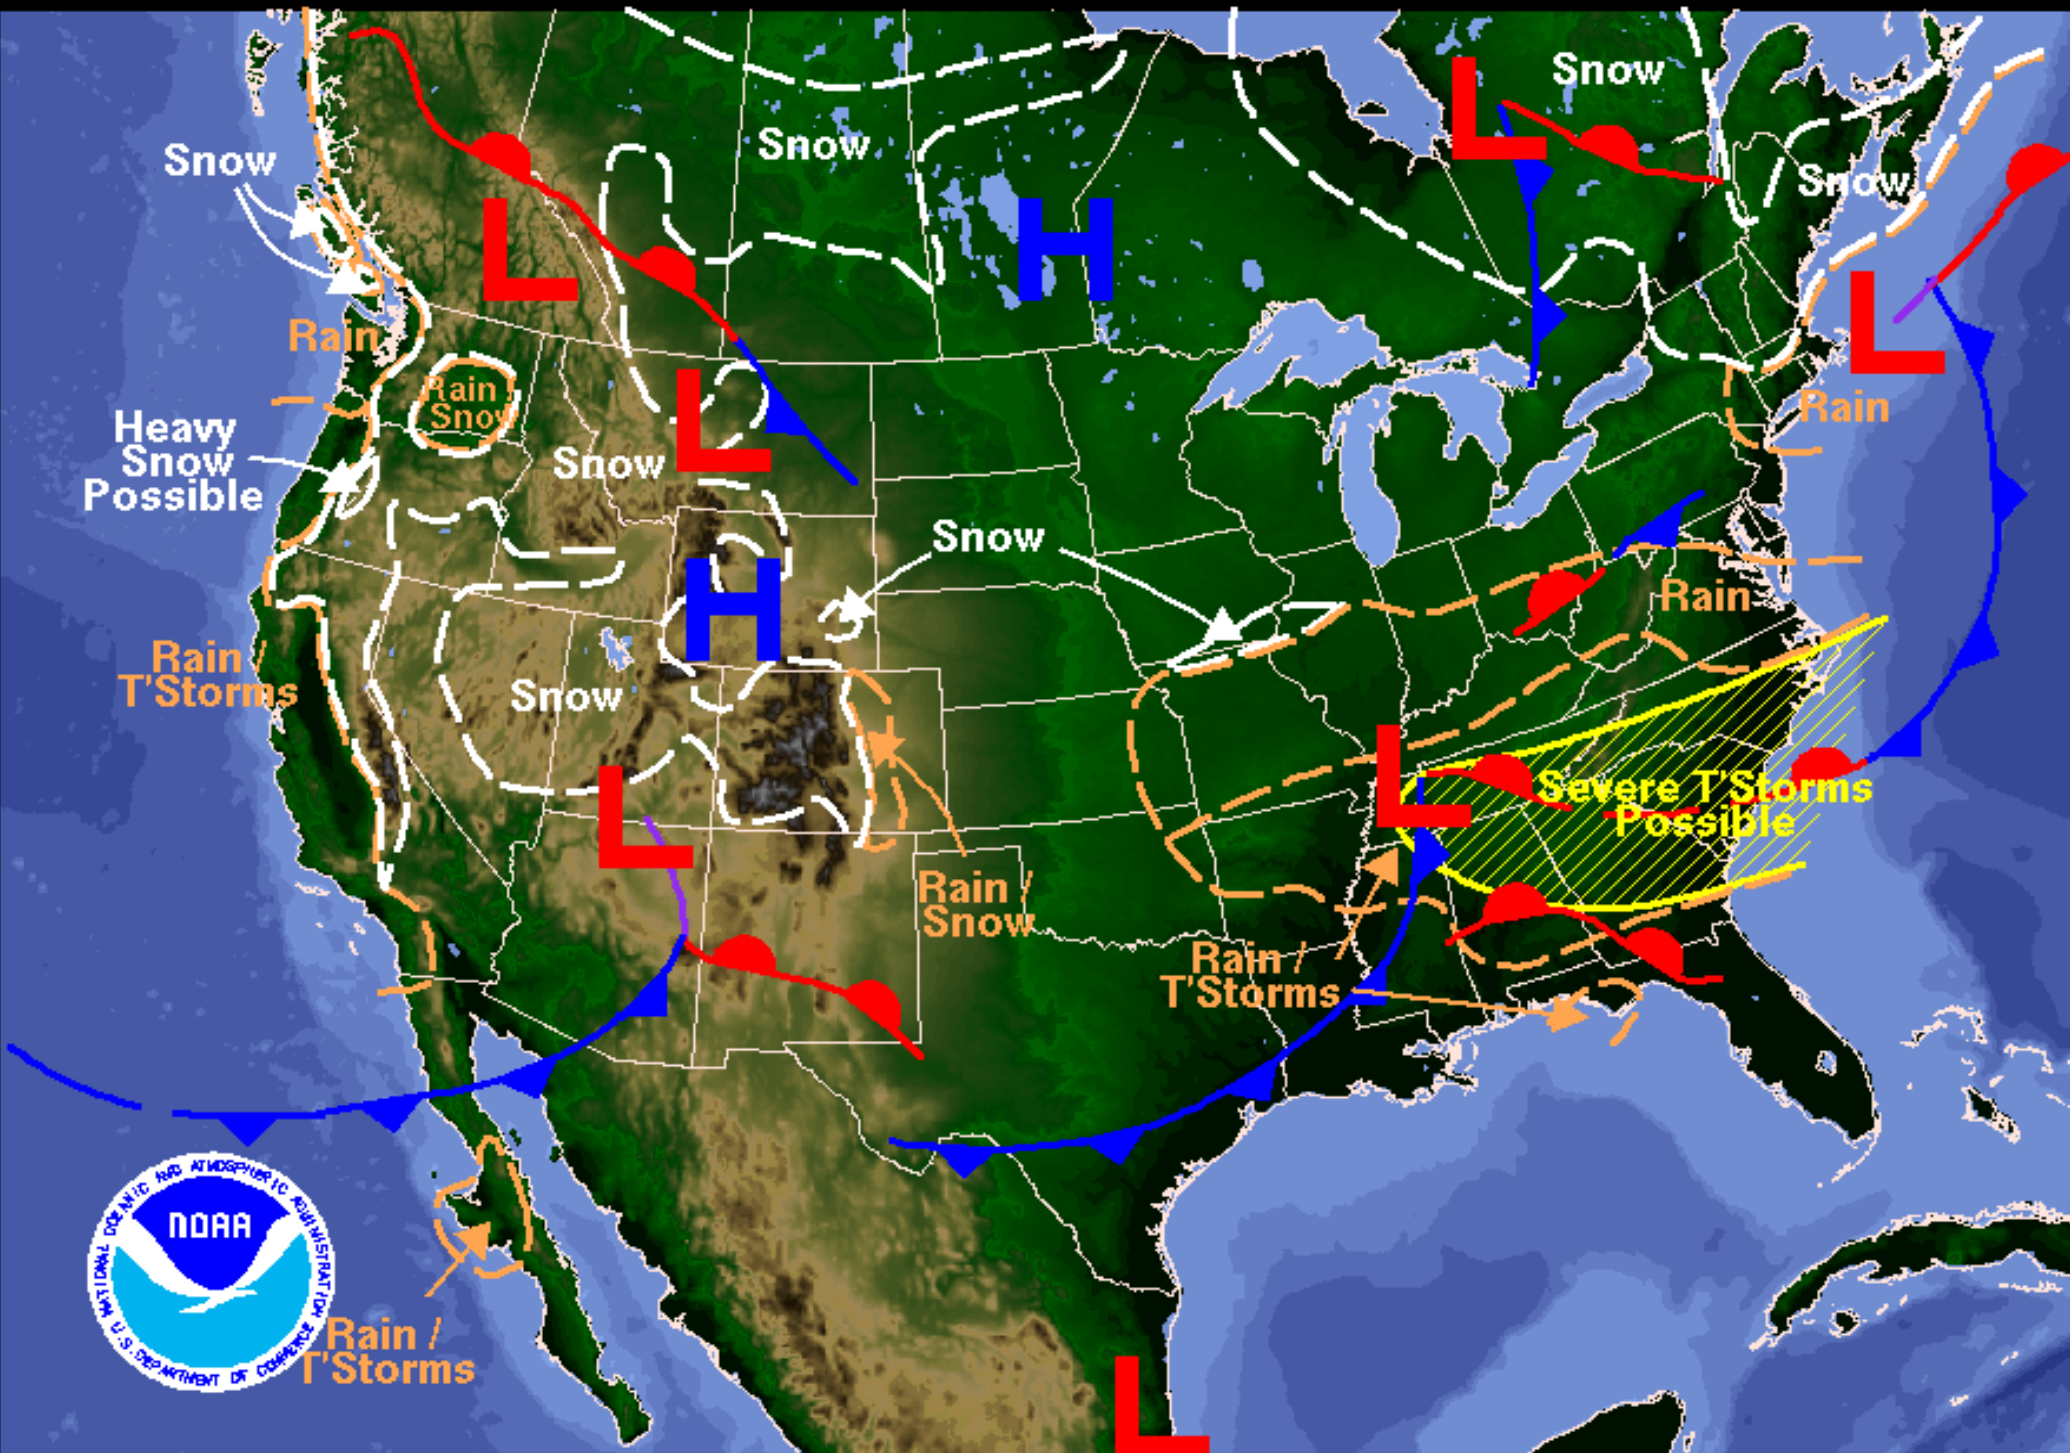 Snow
L
Snow
Snow
Snow
Snow
L
H
L
Rain
L
Rain /
Snow
L
Rain
Heavy
Snow
Possible
Snow
Snow
H
Rain
Rain /
T'Storms
Snow
L
L
Severe T'Storms
Possible
Rain /
Snow
Rain /
T'Storms
NATIONAL OCEANIC AND ATMOSPHERIC ADMINISTRATION
NOAA
U.S. DEPARTMENT OF COMMERCE
Rain /
T'Storms
L